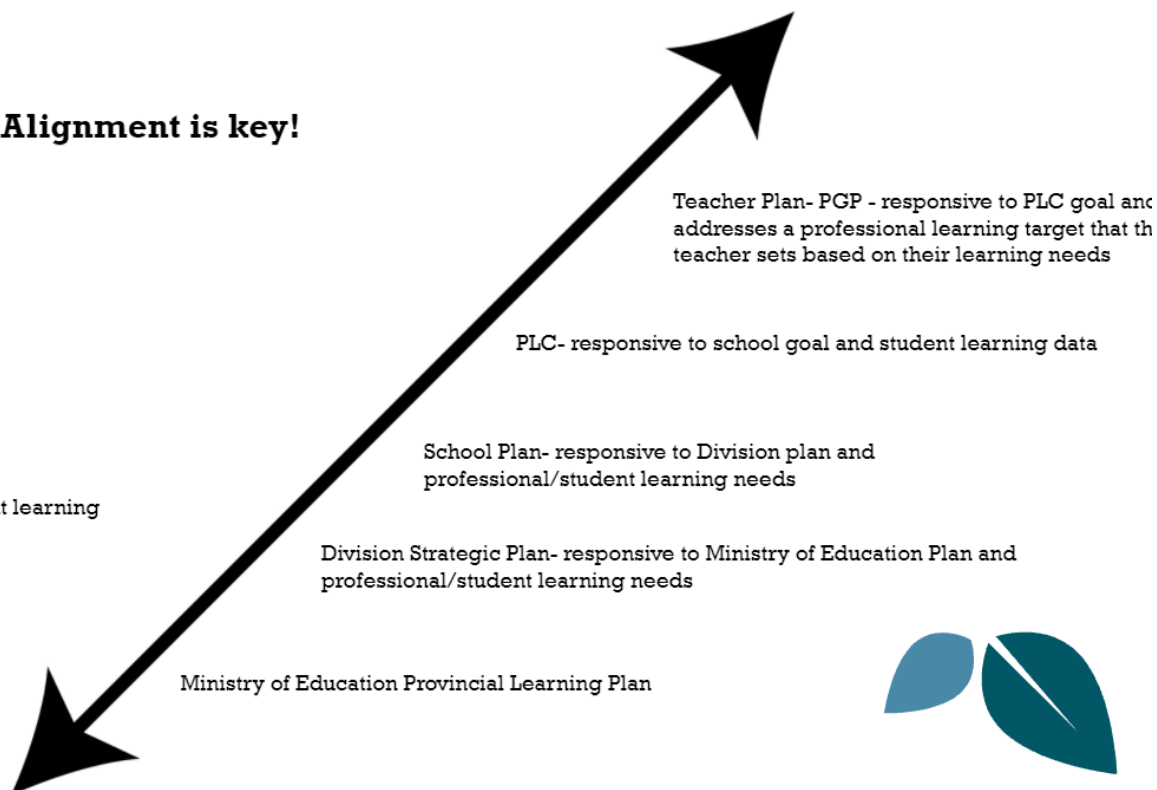 Alignment is key!
Teacher Plan- PGP - responsive to PLC goal and
addresses a professional learning target that
teacher sets based on their learning needs
PLC- responsive to school goal and student learning data
School Plan- responsive to Division plan and
professional/student learning needs
learning
Division Strategic Plan- responsive to Ministry of Education Plan and
professional/student learning needs
Ministry of Education Provincial Learning Plan